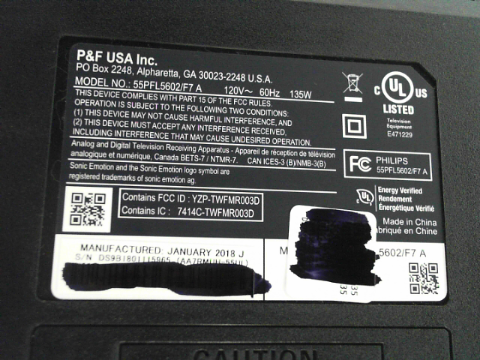 P&F USA Inc.
PO Box 2248, Alpharetta, GA 30023-2248 U.S.A.
MODEL NO.: 55PFL5602/F7 A 120V~ 60Hz 135W
THIS DEVICE COMPLIES WITH PART 15 OF THE FCC RULES.
OPERATION IS SUBJECT TO THE FOLLOWING TWO CONDITIONS:
(1) THIS DEVICE MAY NOT CAUSE HARMFUL INTERFERENCE, AND
(2) THIS DEVICE MUST ACCEPT ANY INTERFERENCE RECEIVED,
INCLUDING INTERFERENCE THAT MAY CAUSE UNDESIRED OPERATION.
Analog and Digital Television Receiving Apparatus - Appareil de réception de télévision
analogique et numérique, Canada BETS-7 / NTMR-7. CAN ICES-3 (B)/NMB-3(B)
Sonic Emotion and the Sonic Emotion logo symbol are
registered trademarks of sonic emotion ag.
C UL US
LISTED
Television
Equipment
E471229
FC PHILIPS
55PFL5602/F7 A
Contains FCC ID : YZP-TWFMR003D
Contains IC : 7414C-TWFMR003D
UL Energy Verified
Rendement
Énergétique Vérifié
Made in China
abriqué en Chine
MANUFACTURED: JANUARY 2018 J
S/N
M
5602/F7 A
35
CAUTION